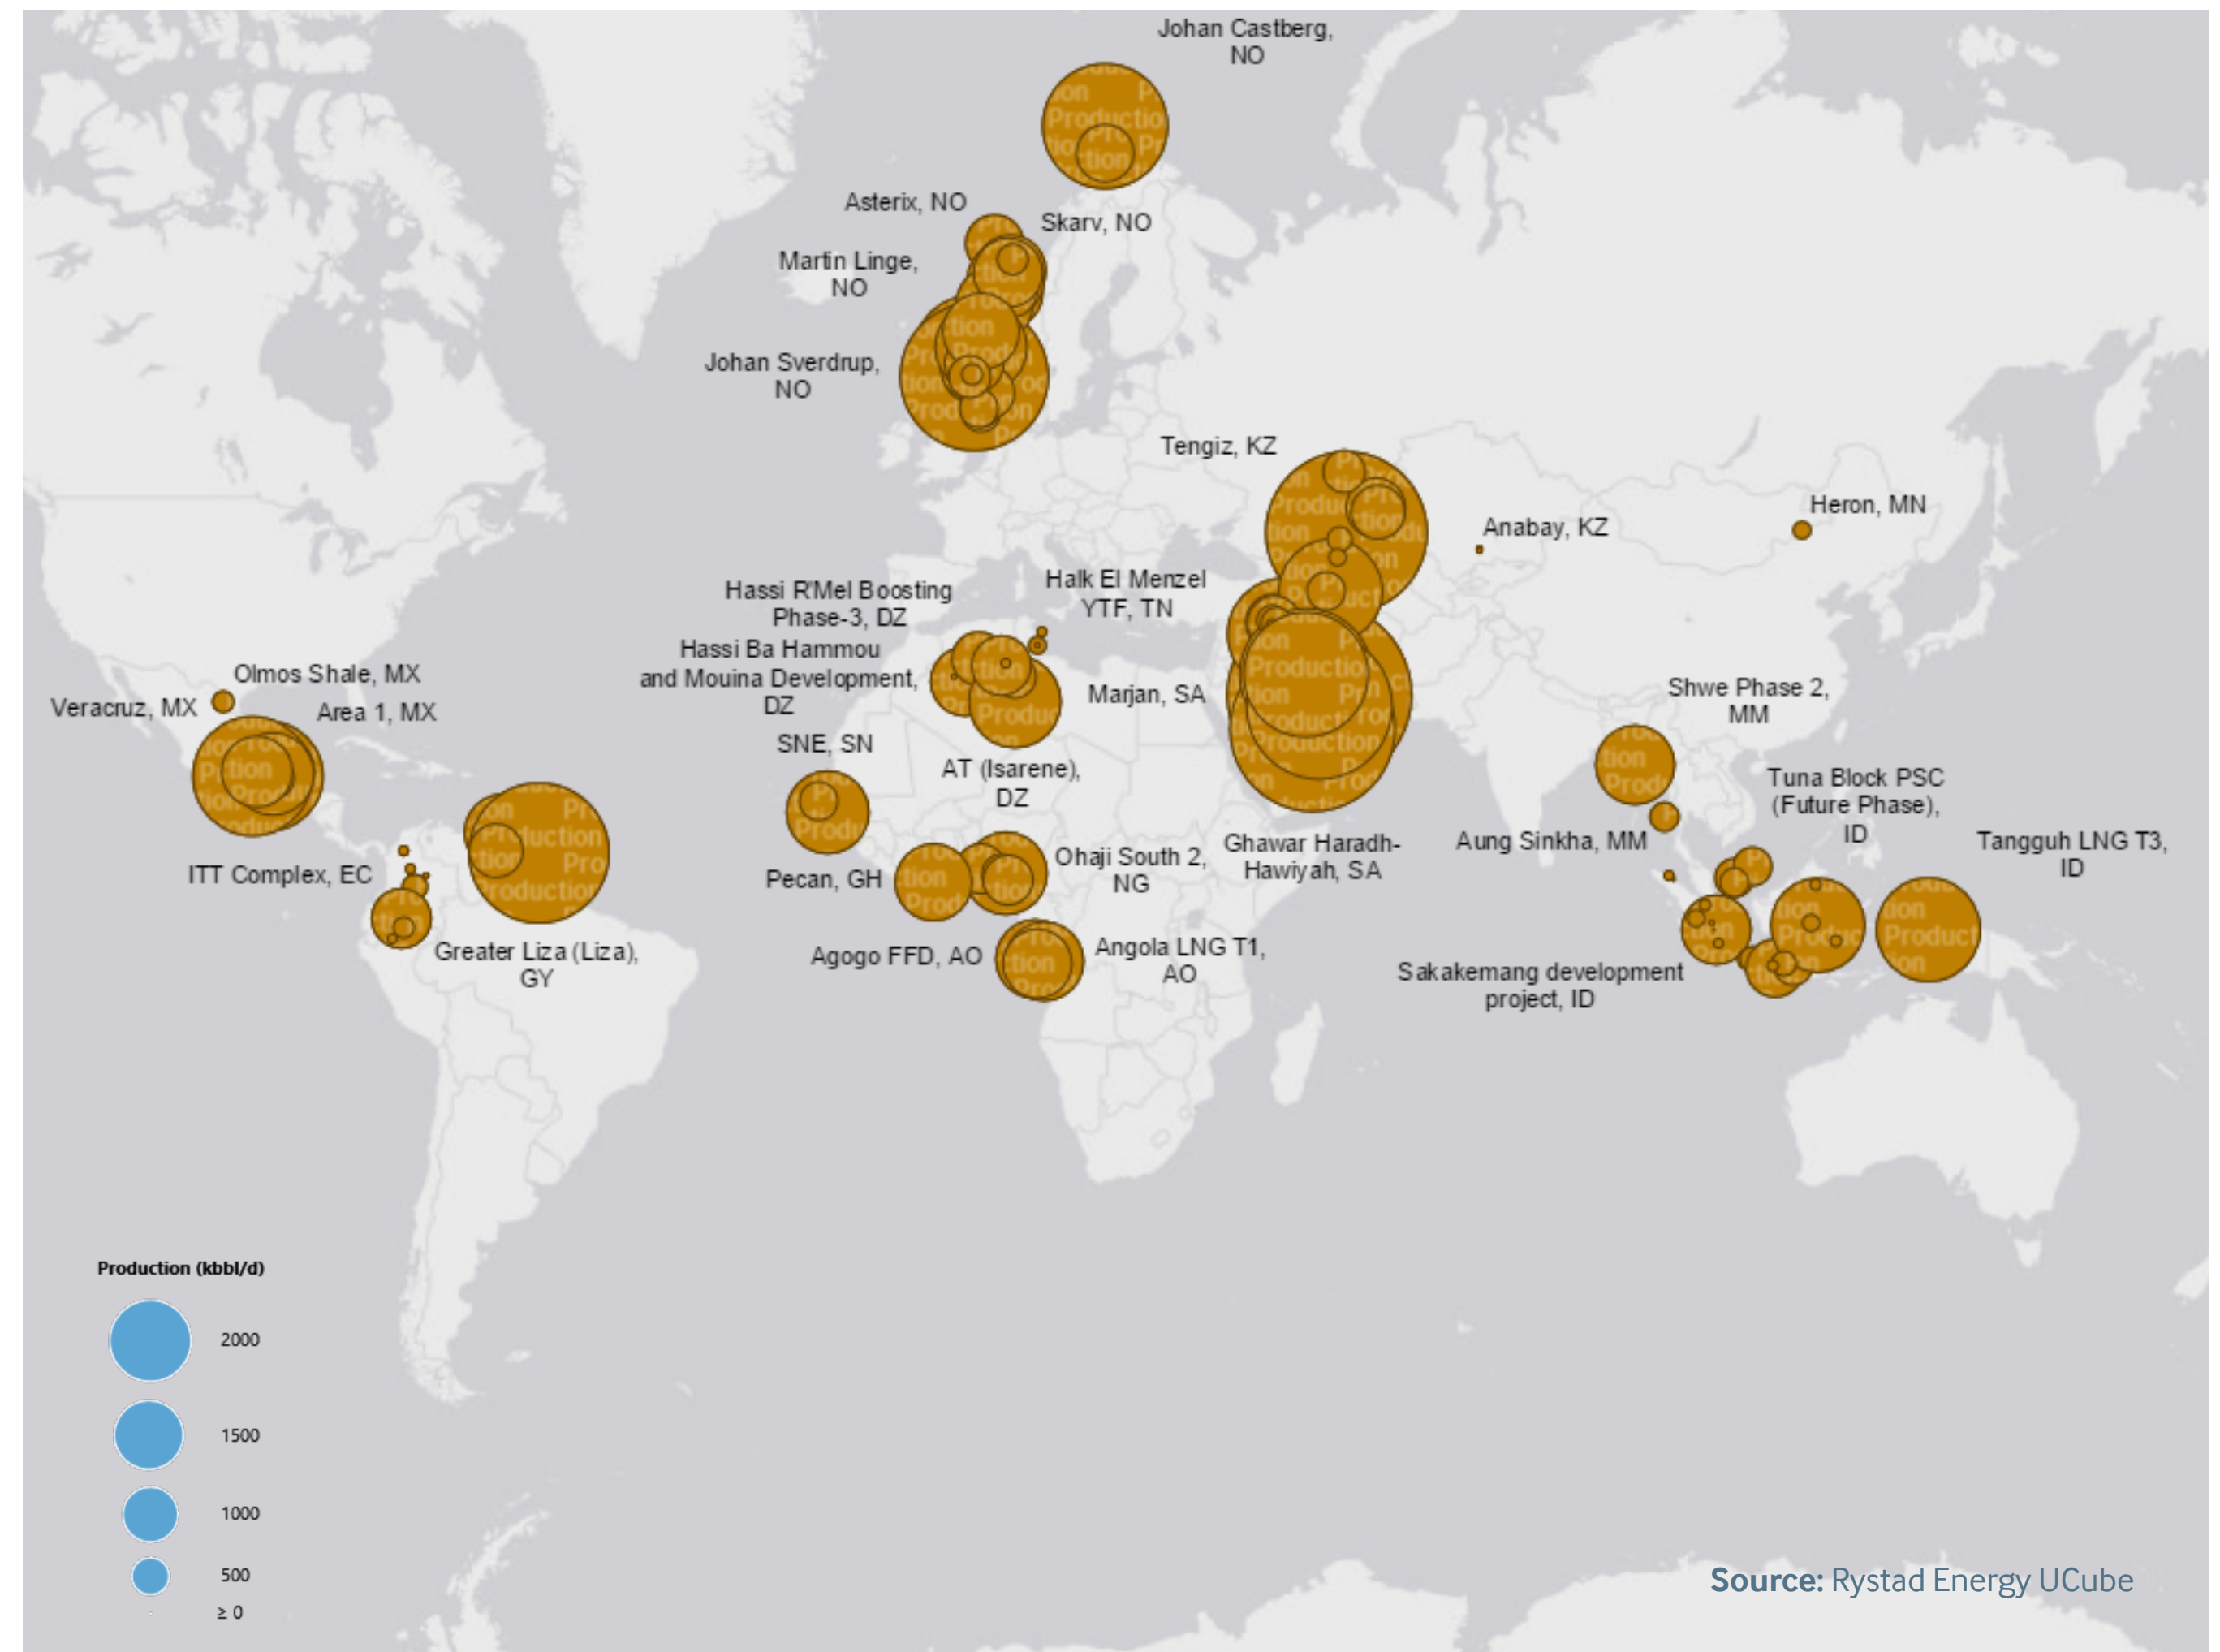 Johan Castberg,
NO
Asterix, NO
Skarv, NO
Martin Linge,
NO
Johan Sverdrup,
NO
Tengiz, KZ
Heron, MN
Anabay, KZ
Hassi R'Mel Boosting
Phase-3, DZ
Halk El Menzel
YTF, TN
Hassi Ba Hammou
and Mouina Development,
DZ
Olmos Shale, MX
Veracruz, MX
Area 1, MX
Marjan, SA
Shwe Phase 2,
MM
SNE, SN
AT (Isarene),
DZ
Tuna Block PSC
(Future Phase),
ID
Aung Sinkha, MM
Tangguh LNG T3,
ID
Ghawar Haradh-
Hawiyah, SA
Ohaji South 2,
NG
ITT Complex, EC
Pecan, GH
Greater Liza (Liza),
GY
Agogo FFD, AO
Angola LNG T1,
AO
Sakakemang development
project, ID
Production (kbbl/d)
2000
1500
1000
500
≥ 0
Source: Rystad Energy UCube